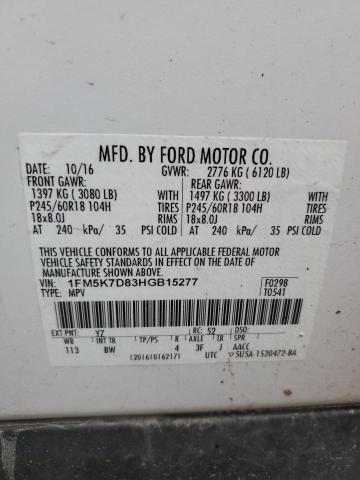 MFD. BY FORD MOTOR CO.
DATE: 10/16 GVWR: 2776 KG ( 6120 LB)
FRONT GAWR: REAR GAWR:
1397 KG ( 3080 LB) 1497 KG ( 3300 LB)
P245/60R18 104H TIRES P245/60R18 104H TIRES
18x8.0J RIMS 18x8.0J RIMS
AT 240 kPa/ 35 PSI COLD AT 240 kPa/ 35 PSI COLD
THIS VEHICLE CONFORMS TO ALL APPLICABLE FEDERAL MOTOR
VEHICLE SAFETY STANDARDS IN EFFECT ON THE DATE OF
MANUFACTURE SHOWN ABOVE.
VIN: 1FM5K7D83HGB15277 F0298
TYPE: MPV T0541
EXT PNT: YZ RC: 52 DSO:
WB INT TR TP/PS R AXLE TR SPR
113 BW 4 3F J AACC
1201610162171 UTC 5USA-1520472-BA